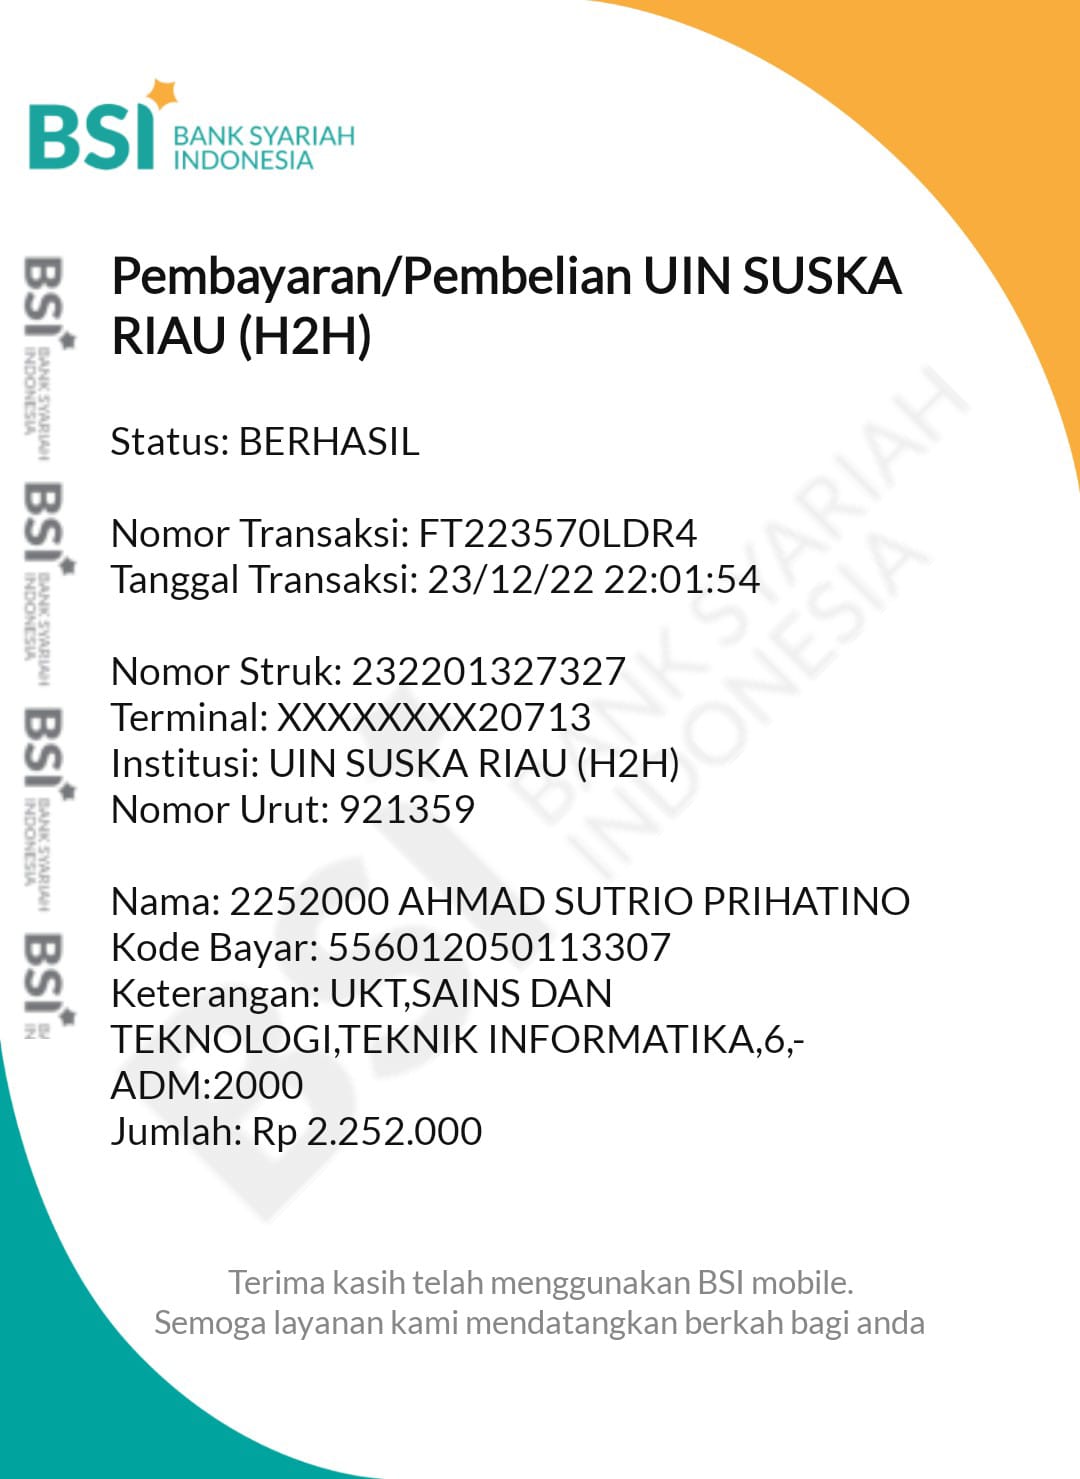 BSI BANK SYARIAH
INDONESIA
Pembayaran/Pembelian UIN SUSKA
RIAU (H2H)
Status: BERHASIL
Nomor Transaksi: FT223570LDR4
Tanggal Transaksi: 23/12/22 22:01:54
Nomor Struk: 232201327327
Terminal: XXXXXXXX20713
Institusi: UIN SUSKA RIAU (H2H)
Nomor Urut: 921359
Nama: 2252000 AHMAD SUTRIO PRIHATINO
Kode Bayar: 556012050113307
Keterangan: UKT,SAINS DAN
TEKNOLOGI,TEKNIK INFORMATIKA,6,-
ADM:2000
Jumlah: Rp 2.252.000
Terima kasih telah menggunakan BSI mobile.
Semoga layanan kami mendatangkan berkah bagi anda
BSI BANK SYARIAH
INDONESIA
BSI BANK SYARIAH
INDONESIA
BSI BANK SYARIAH
INDONESIA
BSI BANK SYARIAH
INDONESIA
BSI